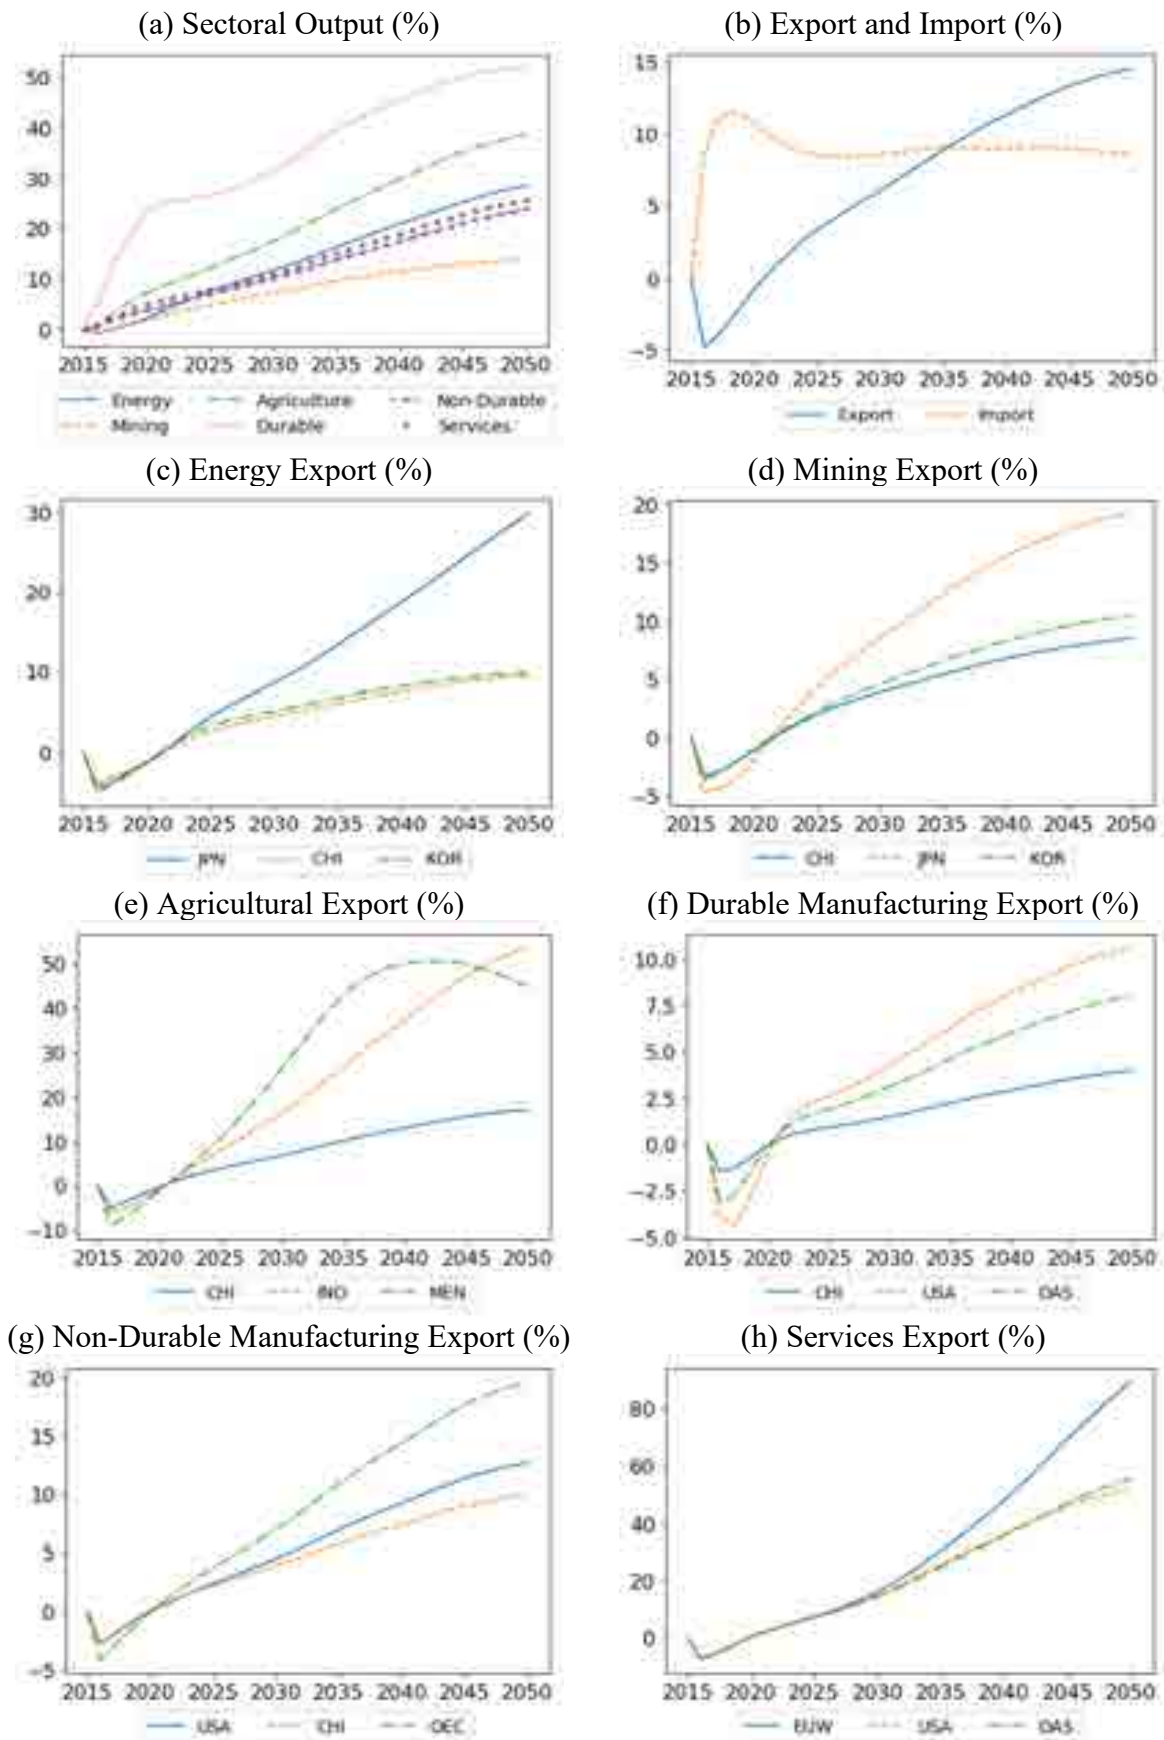 (a) Sectoral Output (%)
50
40
30
20
10
0
2015 2020 2025 2030 2035 2040 2045 2050
Energy Agriculture Non-Durable
Mining Durable Services
(b) Export and Import (%)
15
10
5
0
−5
2015 2020 2025 2030 2035 2040 2045 2050
Export Import
(c) Energy Export (%)
30
20
10
0
2015 2020 2025 2030 2035 2040 2045 2050
JPN CHI KOR
(d) Mining Export (%)
20
15
10
5
0
−5
2015 2020 2025 2030 2035 2040 2045 2050
CHI JPN KOR
(e) Agricultural Export (%)
50
40
30
20
10
0
−10
2015 2020 2025 2030 2035 2040 2045 2050
CHI IND MEN
(f) Durable Manufacturing Export (%)
10.0
7.5
5.0
2.5
0.0
−2.5
−5.0
2015 2020 2025 2030 2035 2040 2045 2050
CHI USA OAS
(g) Non-Durable Manufacturing Export (%)
20
15
10
5
0
−5
2015 2020 2025 2030 2035 2040 2045 2050
USA CHI OEC
(h) Services Export (%)
80
60
40
20
0
2015 2020 2025 2030 2035 2040 2045 2050
EUW USA OAS